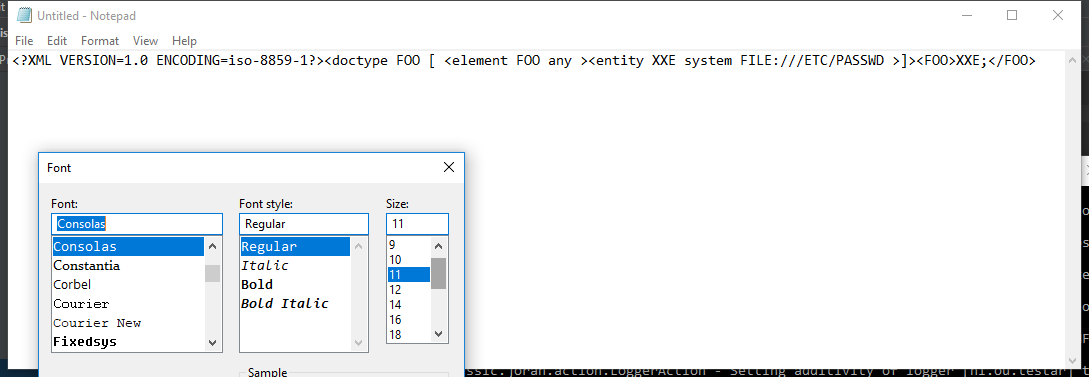 Untitled - Notepad
File Edit Format View Help
<?XML VERSION=1.0 ENCODING=iso-8859-1?><doctype FOO [ <element FOO any ><entity XXE system FILE:///ETC/PASSWD >]><FOO>XXE;</FOO>
Font
Font: Font style: Size:
Consolas Regular 11
Consolas Regular 9
Constantia Italic 10
Corbel Bold 11
Courier Bold Italic 12
Courier New 14
Fixedsys 16
18
Sample
ssic.joran.action.LoggerAction - Setting additivity of logger [nl.ou.testar] t